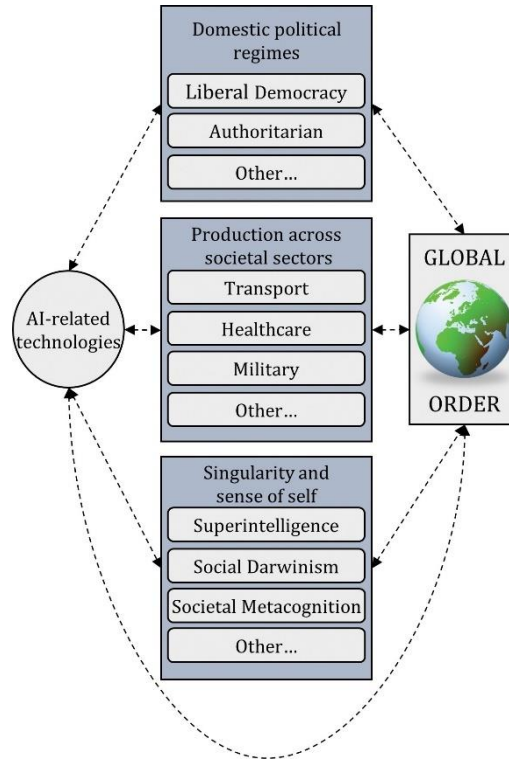 Domestic political
regimes
Liberal Democracy
Authoritarian
Other…
Production across
societal sectors
Transport
Healthcare
Military
Other…
Singularity and
sense of self
Superintelligence
Social Darwinism
Societal Metacognition
Other…
AI-related
technologies
GLOBAL
ORDER